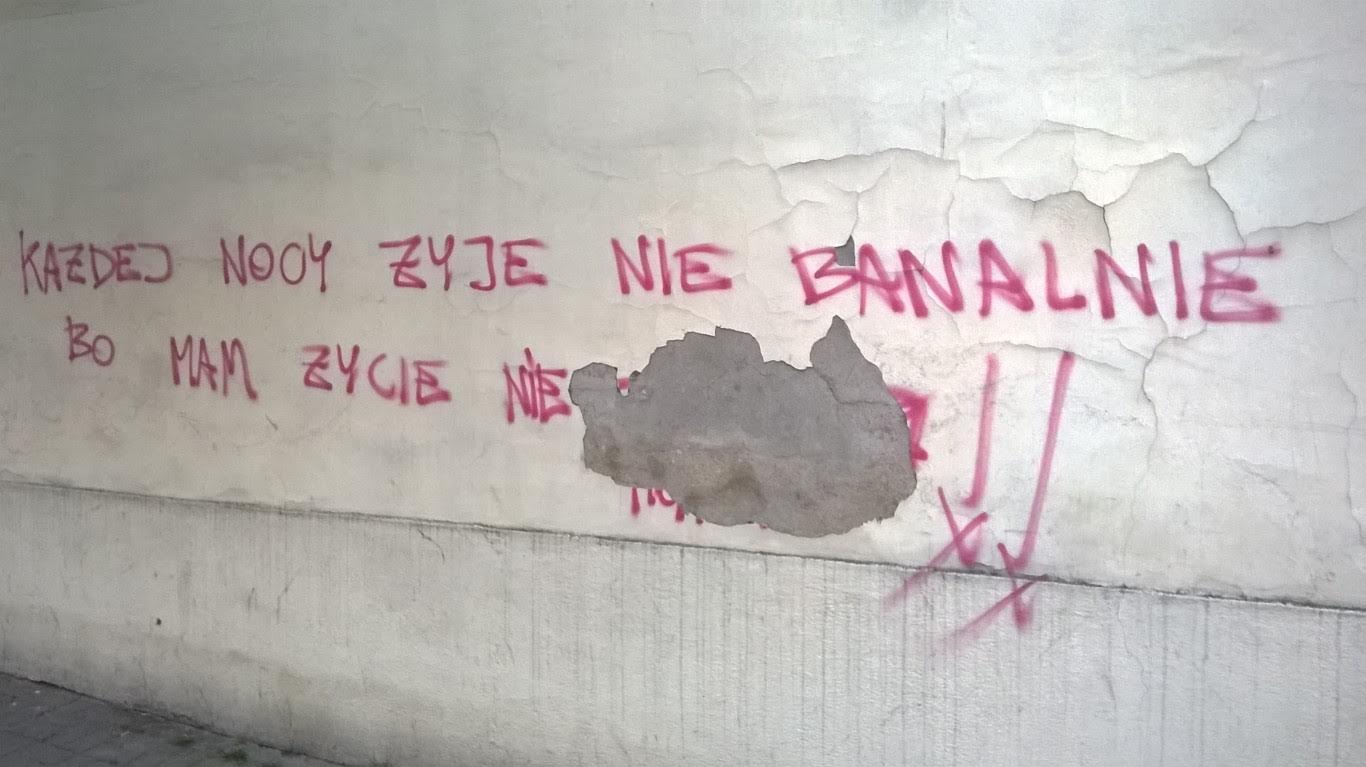 KAZDEJ NOCY ZYJE NIE BANALNIE
BO MAM ZYCIE NIE